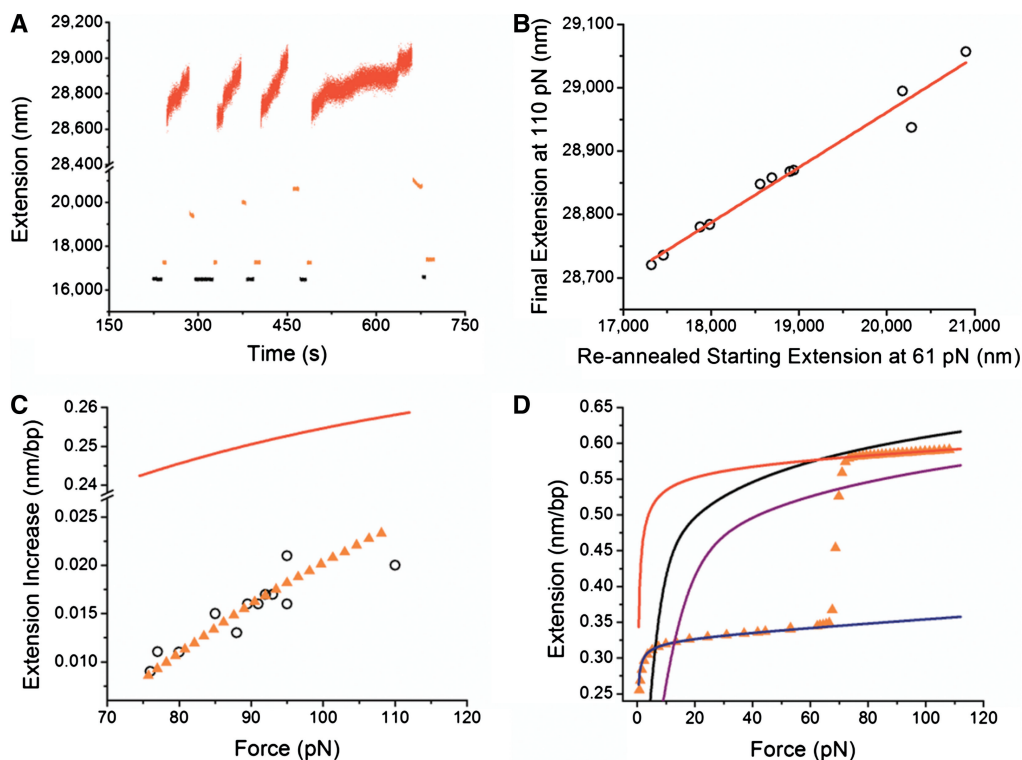 A
29,200
29,000
28,800
28,600
28,400
20,000
18,000
16,000
Extension (nm)
150 300 450 600 750
Time (s)
B
29,100
29,000
28,900
28,800
28,700
Final Extension at 110 pN (nm)
17,000 18,000 19,000 20,000 21,000
Re-annealed Starting Extension at 61 pN (nm)
C
0.26
0.25
0.24
0.025
0.020
0.015
0.010
Extension Increase (nm/bp)
70 80 90 100 110 120
Force (pN)
D
0.65
0.60
0.55
0.50
0.45
0.40
0.35
0.30
0.25
Extension (nm/bp)
0 20 40 60 80 100 120
Force (pN)